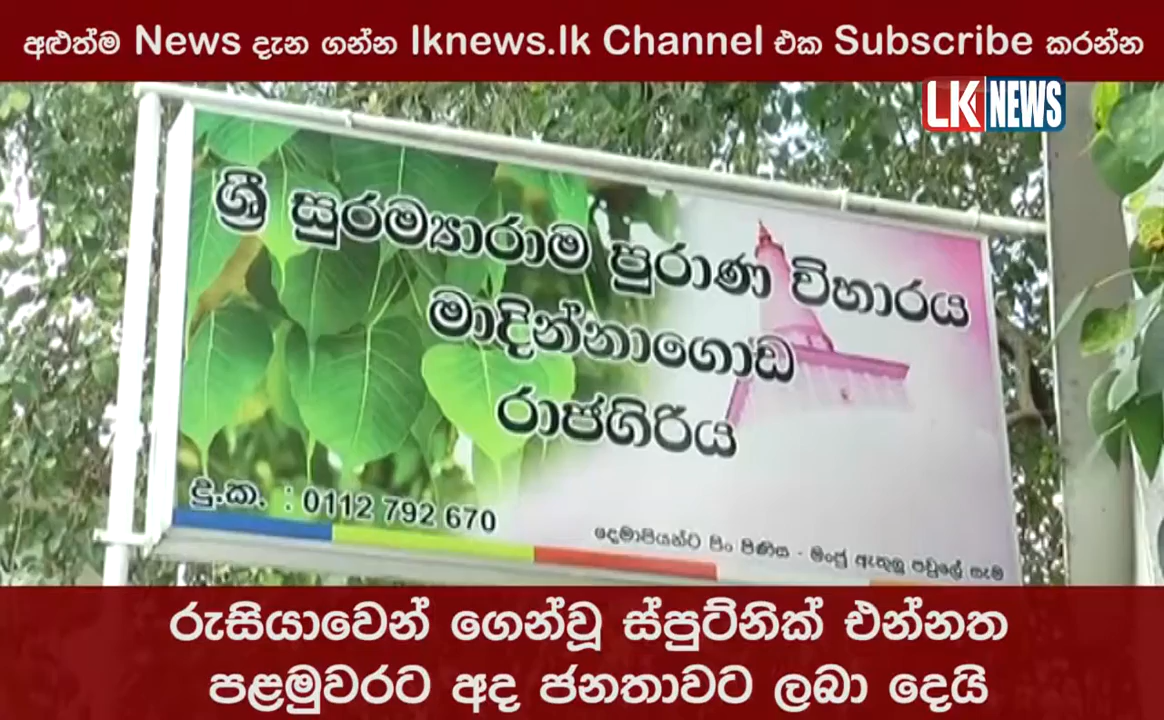 අළුත්ම News දැන ගන්න lknews.lk Channel එක Subscribe කරන්න
LK NEWS
ශ්‍රී සුරම්‍යාරාම පුරාණ විහාරය
මාදින්නාගොඩ
රාජගිරිය
දු.ක. : 0112 792 670
දෙමාපියන්ට පිං පිණිස - මංජු ඇතුලු පවුලේ සැම
රුසියාවෙන් ගෙන්වූ ස්පුට්නික් එන්නත
පළමුවරට අද ජනතාවට ලබා දෙයි